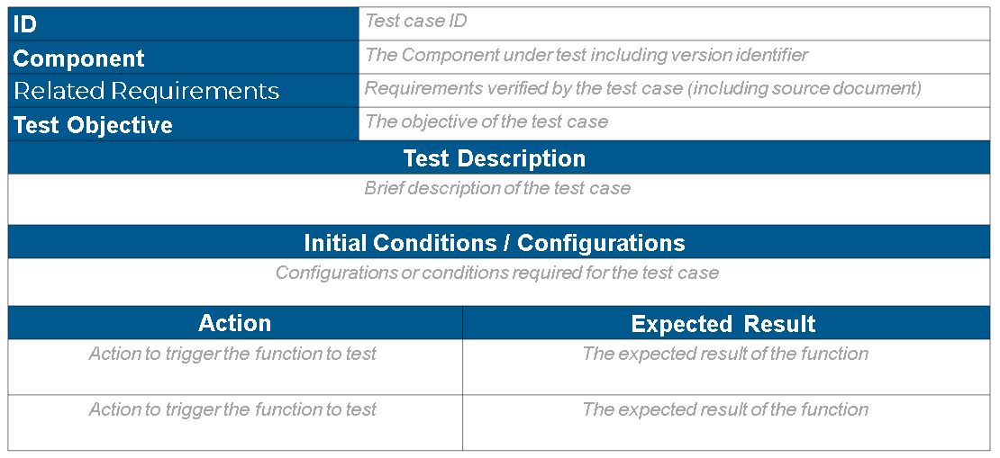 ID
Test case ID
Component
The Component under test including version identifier
Related Requirements
Requirements verified by the test case (including source document)
Test Objective
The objective of the test case
Test Description
Brief description of the test case
Initial Conditions / Configurations
Configurations or conditions required for the test case
Action
Expected Result
Action to trigger the function to test
The expected result of the function
Action to trigger the function to test
The expected result of the function